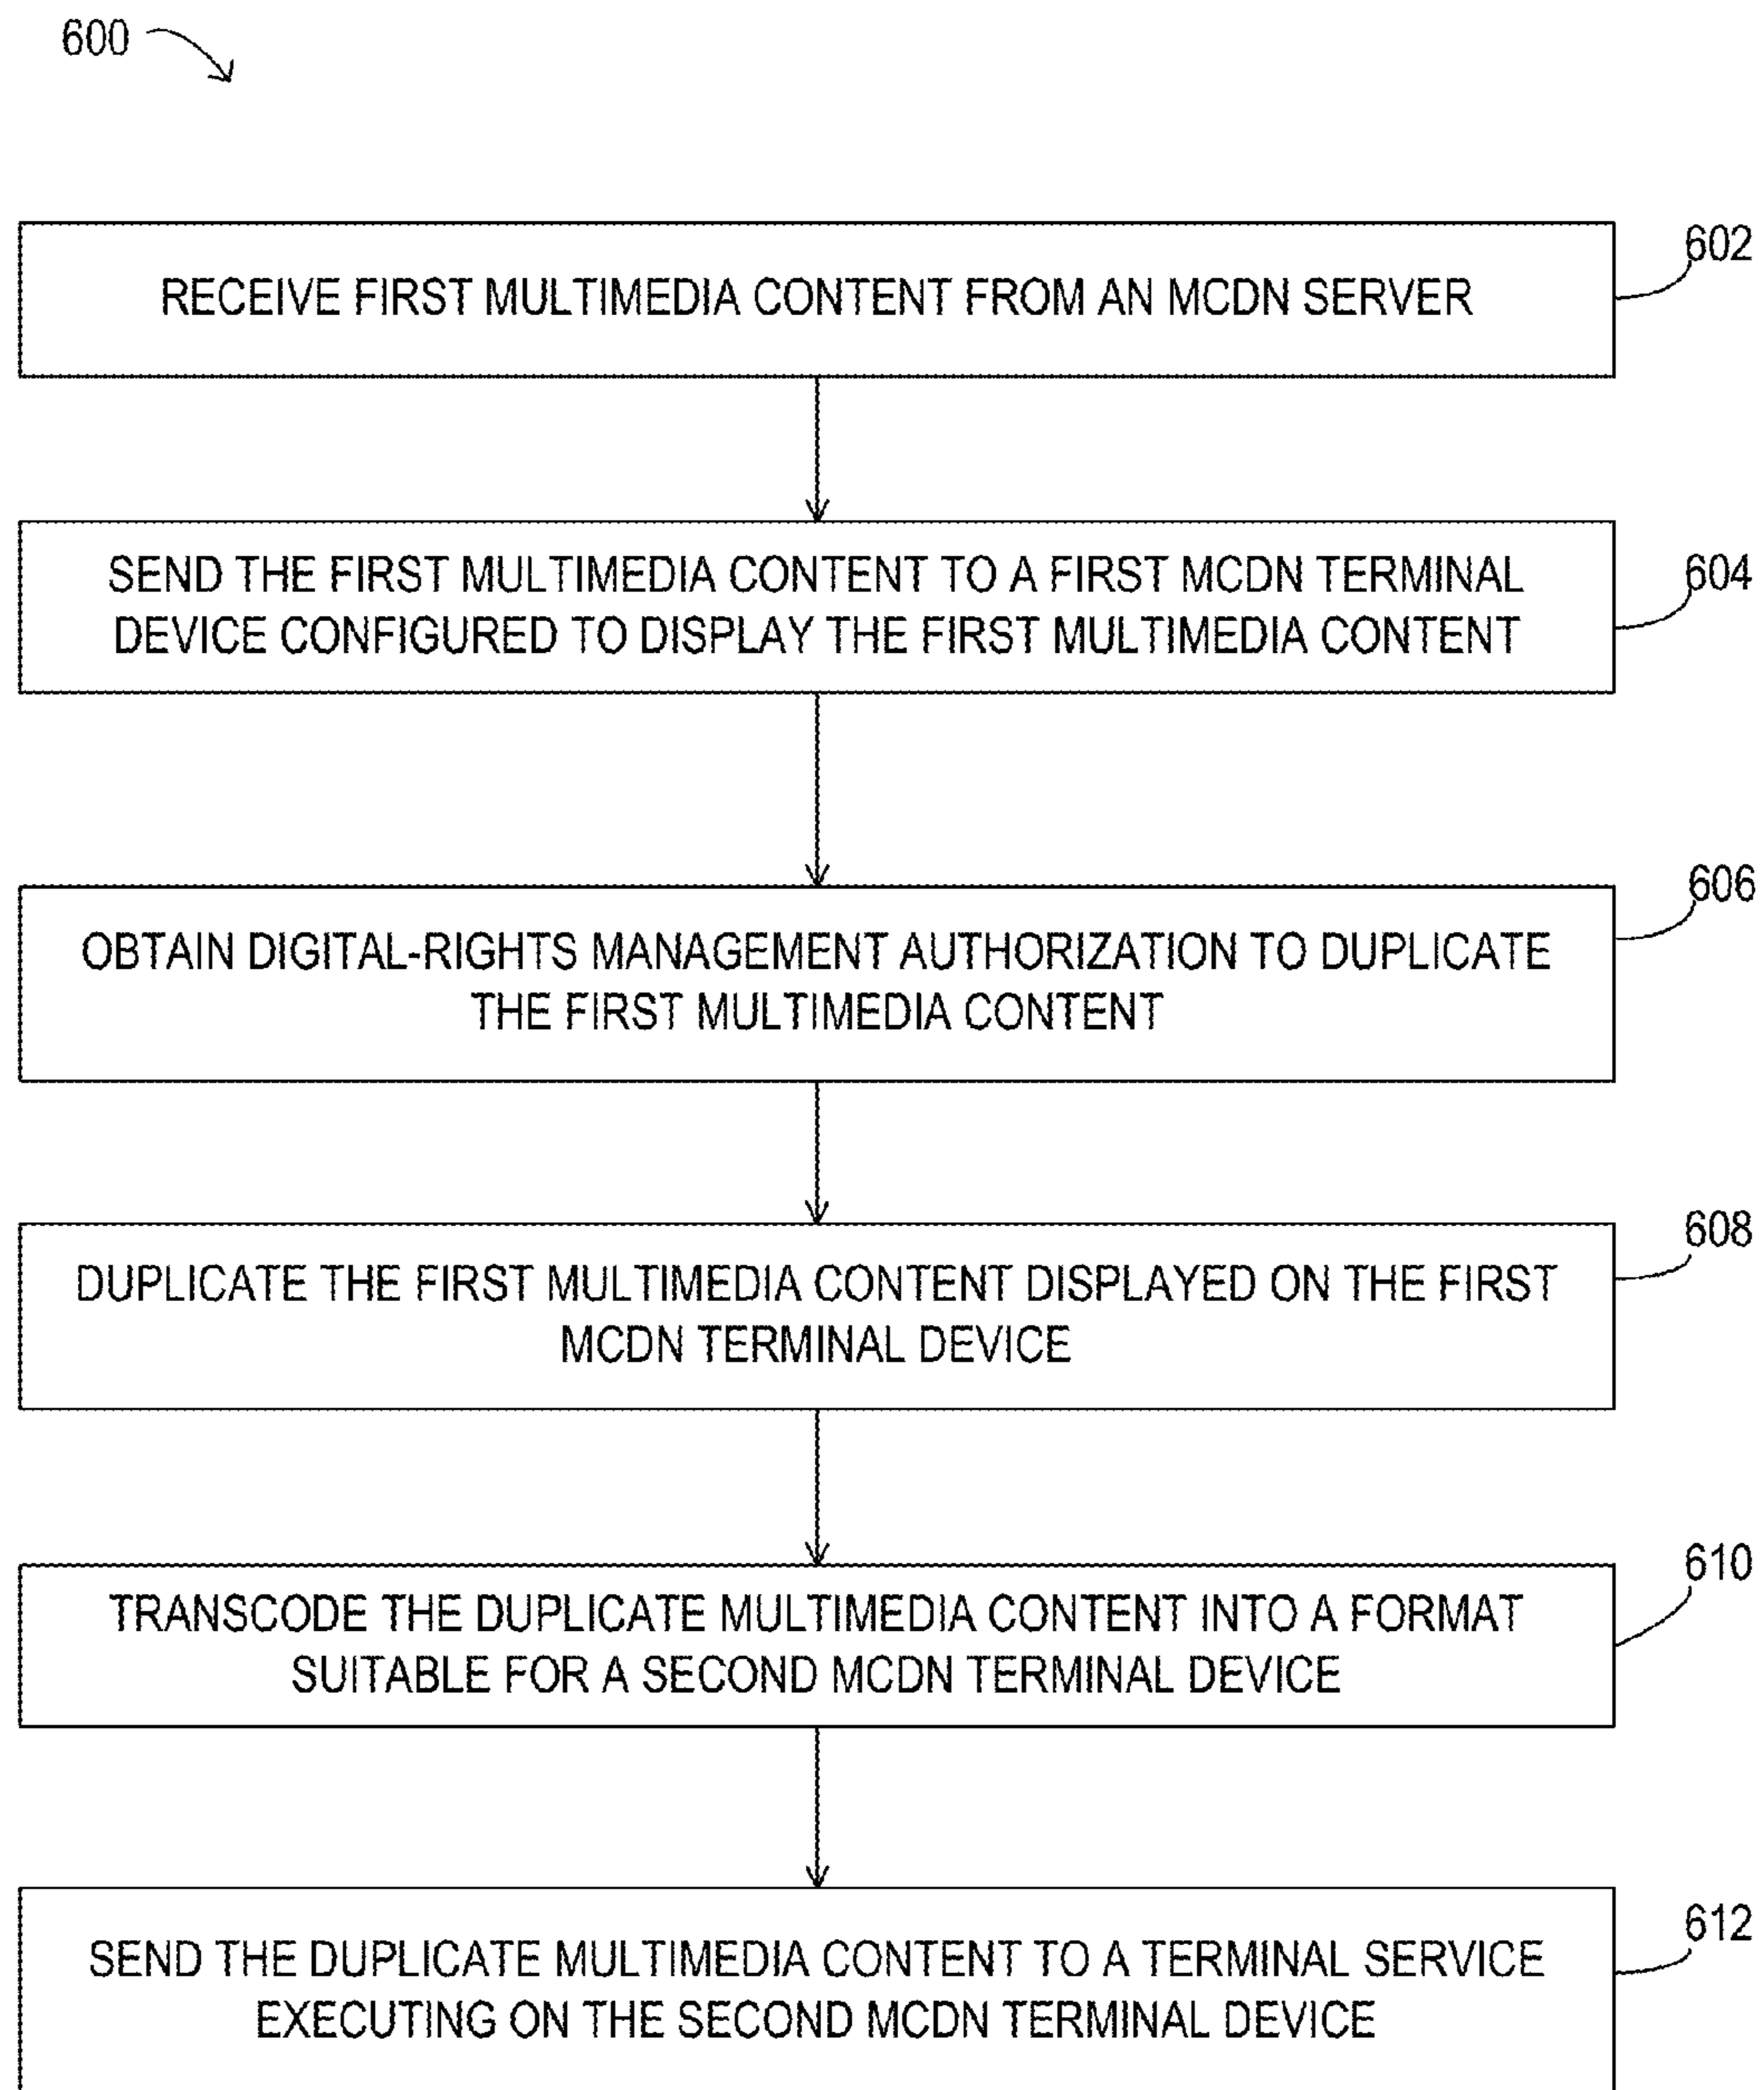 600
RECEIVE FIRST MULTIMEDIA CONTENT FROM AN MCDN SERVER
602
SEND THE FIRST MULTIMEDIA CONTENT TO A FIRST MCDN TERMINAL
DEVICE CONFIGURED TO DISPLAY THE FIRST MULTIMEDIA CONTENT
604
OBTAIN DIGITAL-RIGHTS MANAGEMENT AUTHORIZATION TO DUPLICATE
THE FIRST MULTIMEDIA CONTENT
606
DUPLICATE THE FIRST MULTIMEDIA CONTENT DISPLAYED ON THE FIRST
MCDN TERMINAL DEVICE
608
TRANSCODE THE DUPLICATE MULTIMEDIA CONTENT INTO A FORMAT
SUITABLE FOR A SECOND MCDN TERMINAL DEVICE
610
SEND THE DUPLICATE MULTIMEDIA CONTENT TO A TERMINAL SERVICE
EXECUTING ON THE SECOND MCDN TERMINAL DEVICE
612